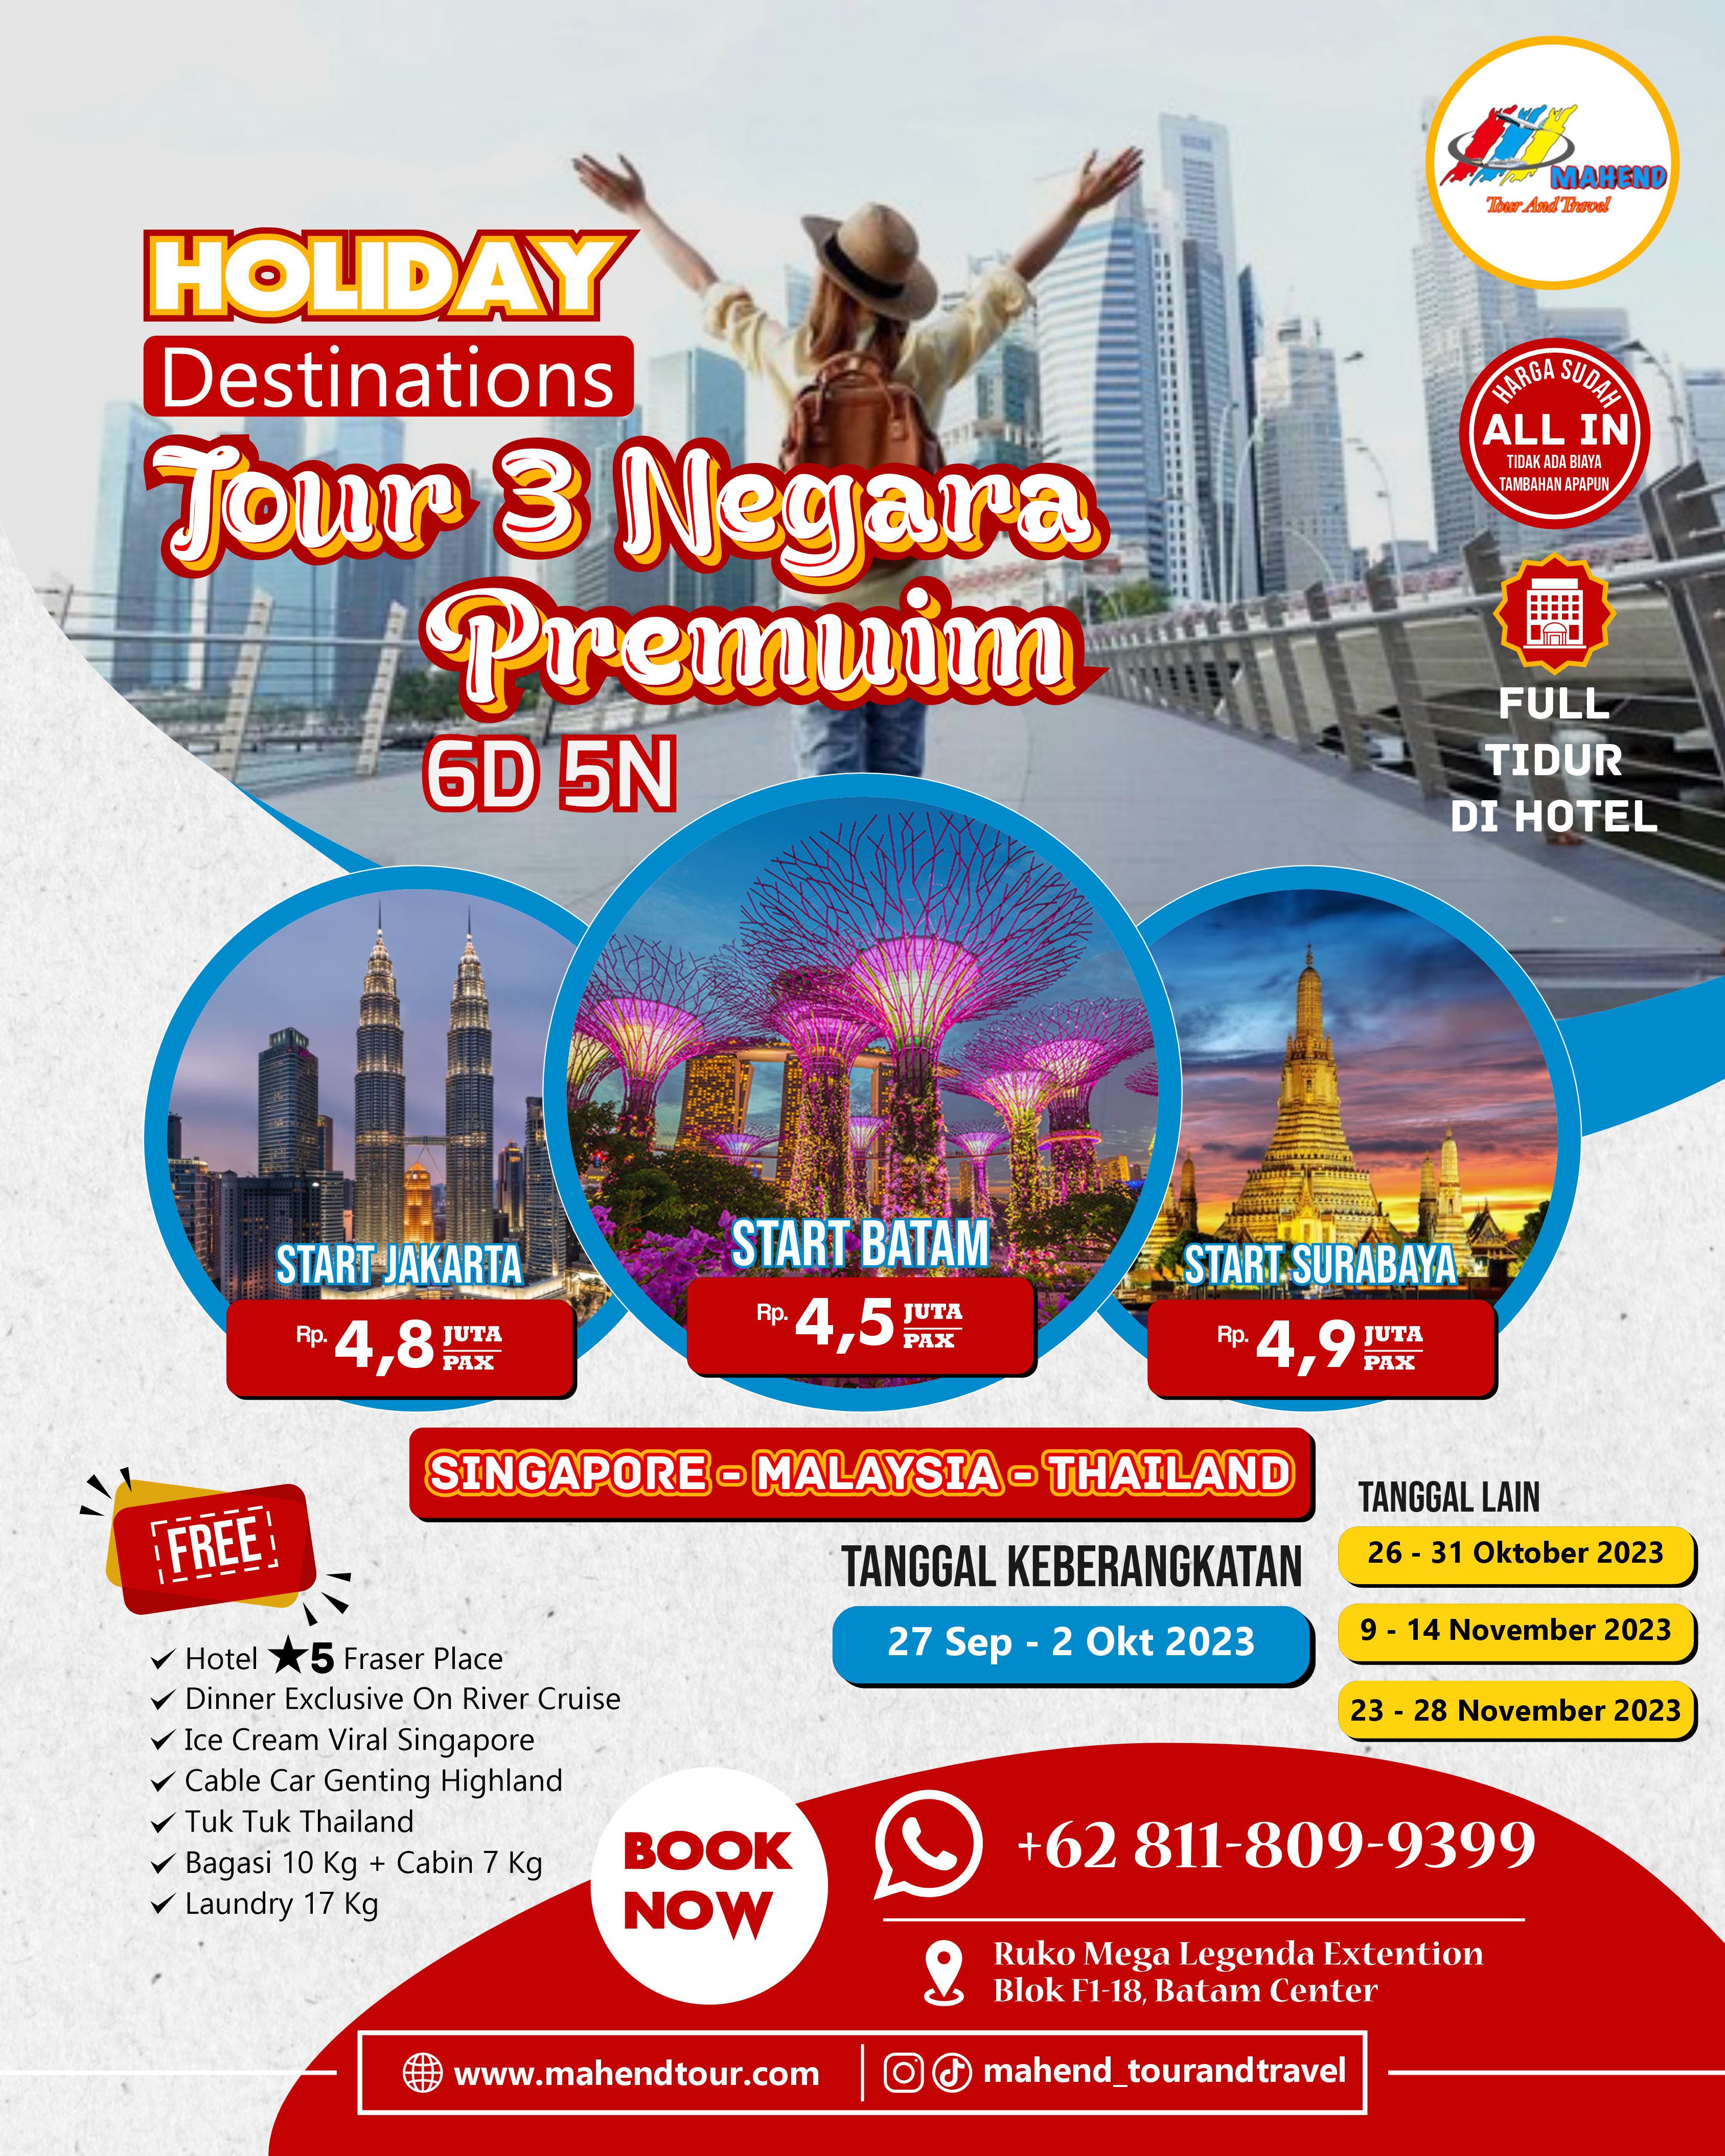 MAHEND
Tour And Travel
HOLIDAY
Destinations
Tour 3 Negara
Premuim
6D 5N
HARGA SUDAH
ALL IN
TIDAK ADA BIAYA
TAMBAHAN APAPUN
FULL
TIDUR
DI HOTEL
START JAKARTA
Rp. 4,8 JUTA
PAX
START BATAM
Rp. 4,5 JUTA
PAX
START SURABAYA
Rp. 4,9 JUTA
PAX
SINGAPORE - MALAYSIA - THAILAND
FREE
Hotel ★5 Fraser Place
Dinner Exclusive On River Cruise
Ice Cream Viral Singapore
Cable Car Genting Highland
Tuk Tuk Thailand
Bagasi 10 Kg + Cabin 7 Kg
Laundry 17 Kg
TANGGAL KEBERANGKATAN
27 Sep - 2 Okt 2023
TANGGAL LAIN
26 - 31 Oktober 2023
9 - 14 November 2023
23 - 28 November 2023
BOOK
NOW
+62 811-809-9399
Ruko Mega Legenda Extention
Blok F1-18, Batam Center
www.mahendtour.com
mahend_tourandtravel